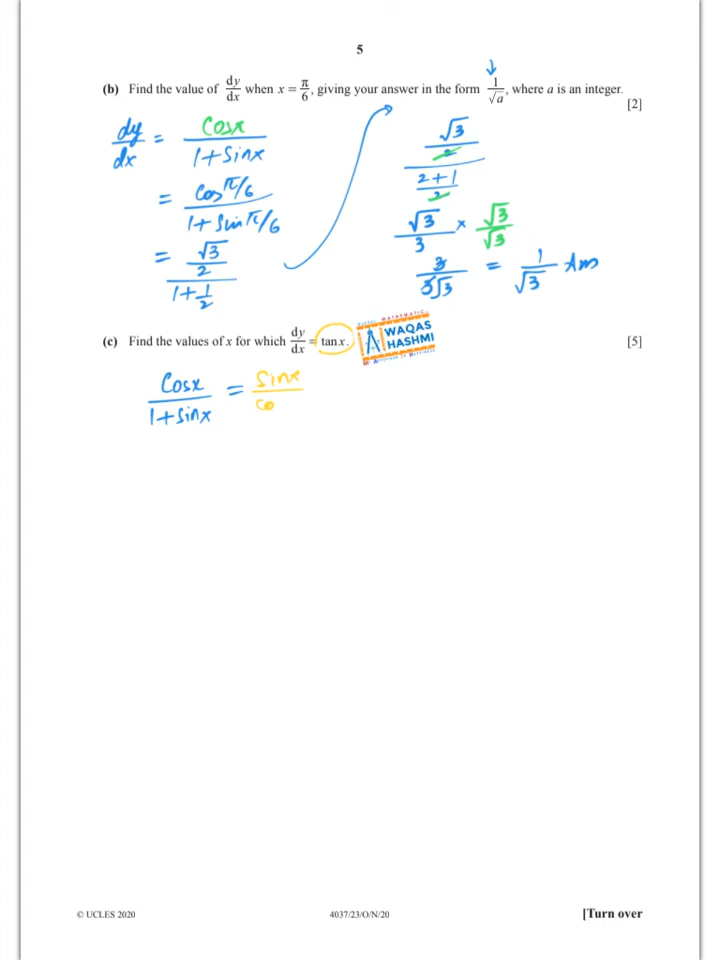 5
(b) Find the value of dy/dx when x = π/6, giving your answer in the form 1/√a, where a is an integer.
[2]
dy/dx = Cosx/1+Sinx
= Cos π/6 / 1+Sin π/6
= √3/2 / 1+1/2
√3/2 / 2+1/2
√3/3 × √3/√3
3/3√3 = 1/√3 Ans
(c) Find the values of x for which dy/dx = tan x.
[5]
MATHEMATIC
WAQAS
HASHMI
Cosx/1+Sinx = Sinx/co
© UCLES 2020
4037/23/O/N/20
[Turn over